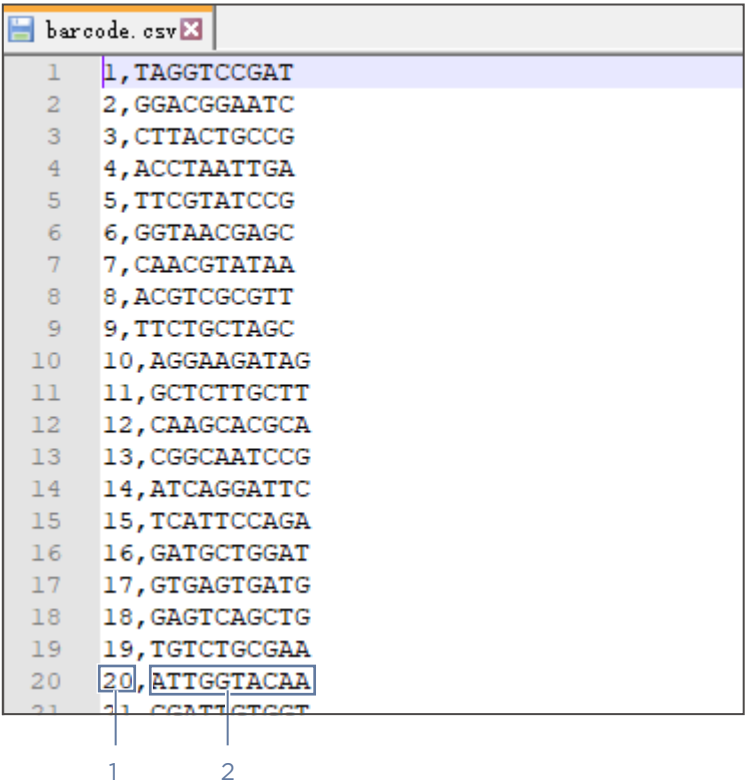 barcode.csv
1 1,TAGGTCCGAT
2 2,GGACGGAATC
3 3,CTTACTGCCG
4 4,ACCTAATTGA
5 5,TTCGTATCCG
6 6,GGTAACGAGC
7 7,CAACGTATAA
8 8,ACGTCGCGTT
9 9,TTCTGCTAGC
10 10,AGGAAGATAG
11 11,GCTCTTGCTT
12 12,CAAGCACGCA
13 13,CGGCAATCCG
14 14,ATCAGGATTC
15 15,TCATTCCAGA
16 16,GATGCTGGAT
17 17,GTGAGTGATG
18 18,GAGTCAGCTG
19 19,TGTCTGCGAA
20 20,ATTGGTACAA
21 21,CGATTGTGGT
1 2